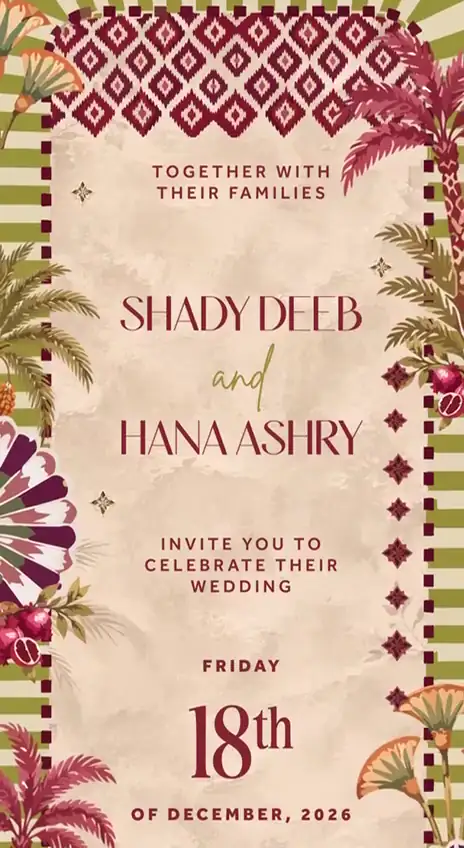 TOGETHER WITH
THEIR FAMILIES
SHADY DEEB
and
HANA ASHRY
INVITE YOU TO
CELEBRATE THEIR
WEDDING
FRIDAY
18th
OF DECEMBER, 2026